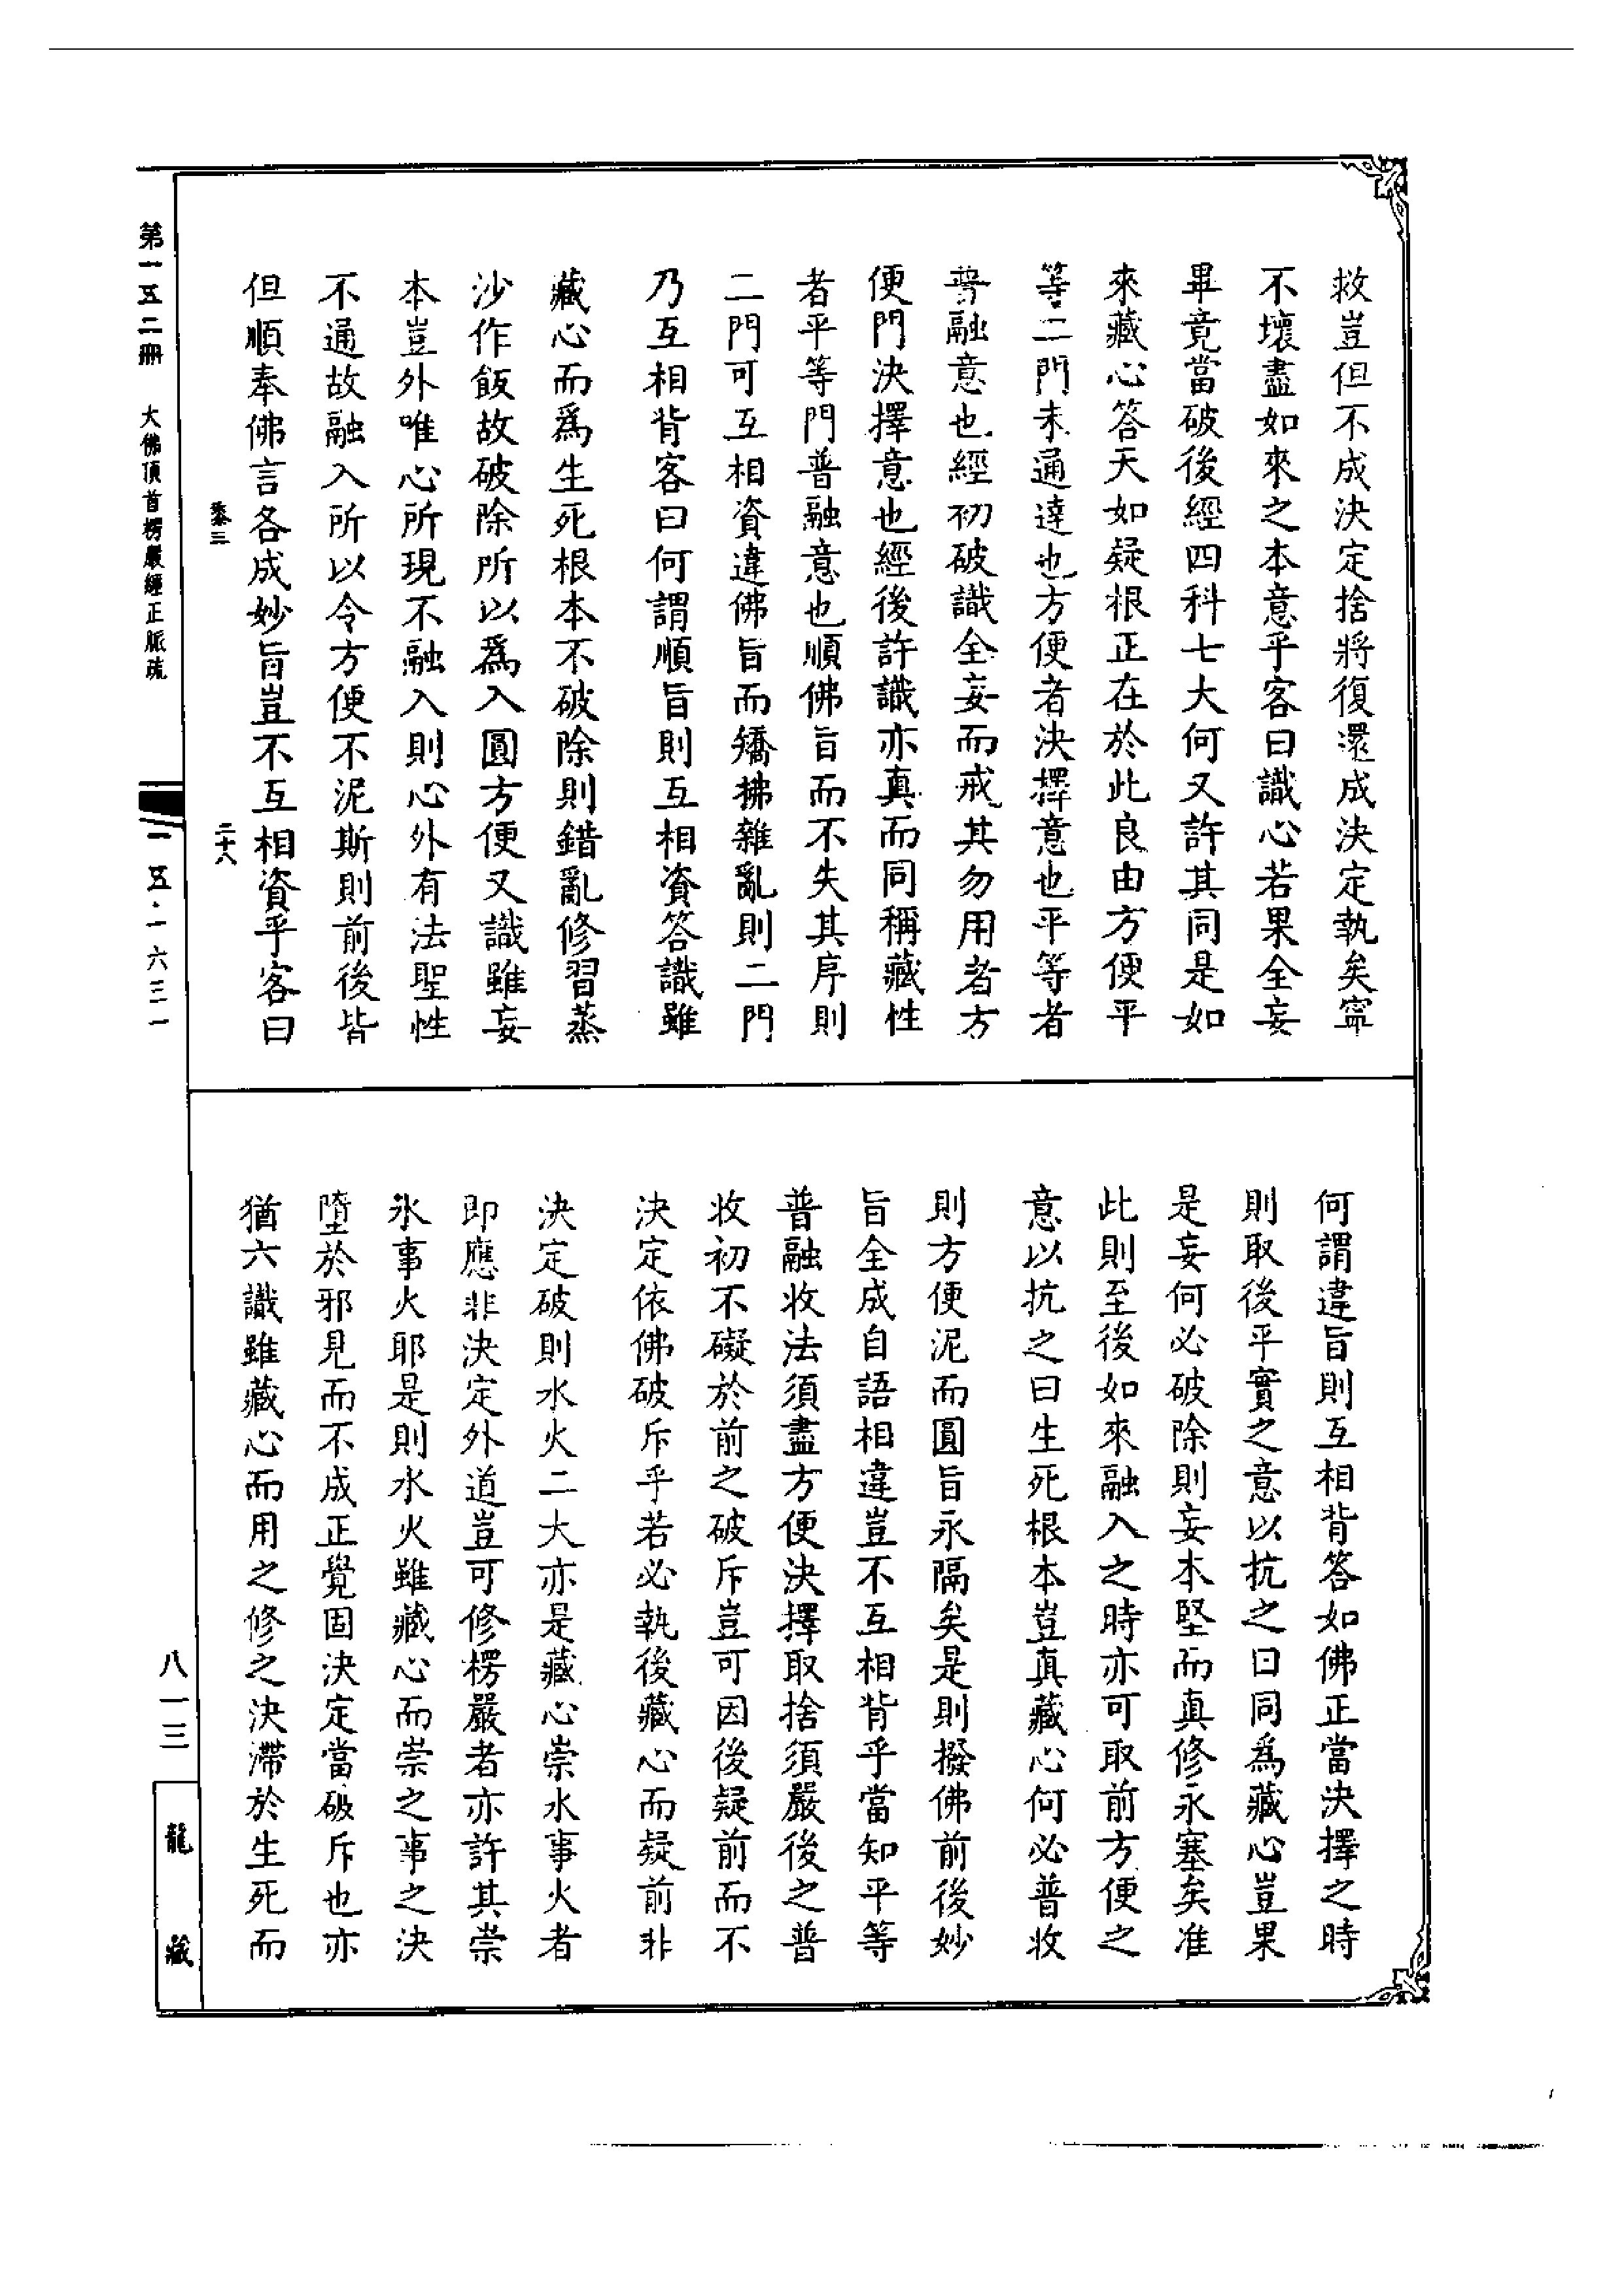 救豈但不成決定捨將復還成決定執矣寧
不壞盡如來之本意乎客曰識心若果全妄
畢竟當破後經四科七大何又許其同是如
來藏心答天如疑根正在於此良由方便平
等二門未通達也方便者決擇意也平等者
普融意也經初破識全妄而戒其勿用者方
便門決擇意也經後許識亦真而同稱藏性
者平等門普融意也順佛旨而不失其序則
二門可互相資違佛旨而矯拂雜亂則二門
乃互相背客曰何謂順旨則互相資答識雖
藏心而爲生死根本不破除則錯亂修習蒸
沙作飯故破除所以爲入圓方便又識雖妄
本豈外唯心所現不融入則心外有法聖性
不通故融入所以令方便不泥斯則前後皆
但順奉佛言各成妙旨豈不互相資乎客曰
何謂違旨則互相背答如佛正當決擇之時
則取後平實之意以抗之曰同爲藏心豈果
是妄何必破除則妄本堅而真修永塞矣准
此則至後如來融入之時亦可取前方便之
意以抗之曰生死根本豈真藏心何必普收
則方便泥而圓旨永隔矣是則撥佛前後妙
旨全成自語相違豈不互相背乎當知平等
普融收法須盡方便決擇取捨須嚴後之普
收初不礙於前之破斥豈可因後疑前而不
決定依佛破斥乎若必執後藏心而疑前非
決定破則水火二大亦是藏心崇水事火者
即應非決定外道豈可修楞嚴者亦許其崇
氷事火耶是則水火雖藏心而崇之事之決
墮於邪見而不成正覺固決定當破斥也亦
猶六識雖藏心而用之修之決滯於生死而
二十八
第一五二冊 大佛頂首楞嚴經正脈疏
一五·一六三一
八一三
龍藏